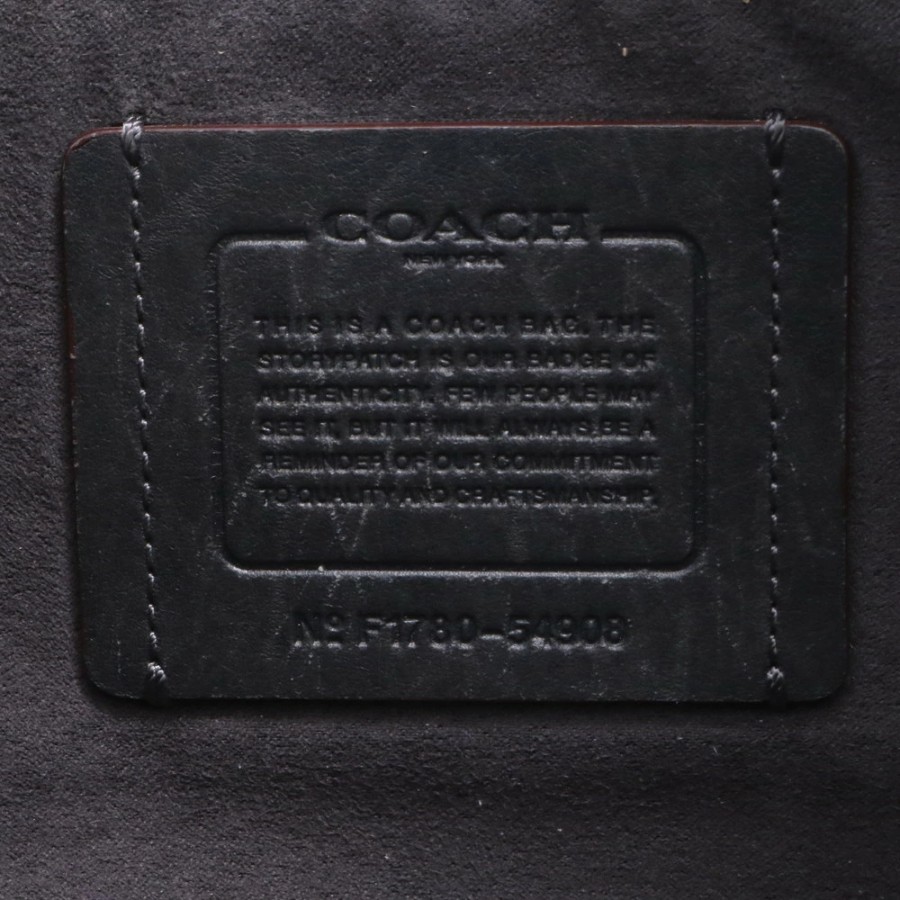 COACH
NEW YORK
THIS IS A COACH BAG. THE
STORYPATCH IS OUR BADGE OF
AUTHENTICITY. FEW PEOPLE MAY
SEE IT, BUT IT WILL ALWAYS BE A
REMINDER OF OUR COMMITMENT
TO QUALITY AND CRAFTSMANSHIP.
Nº F1780-54908